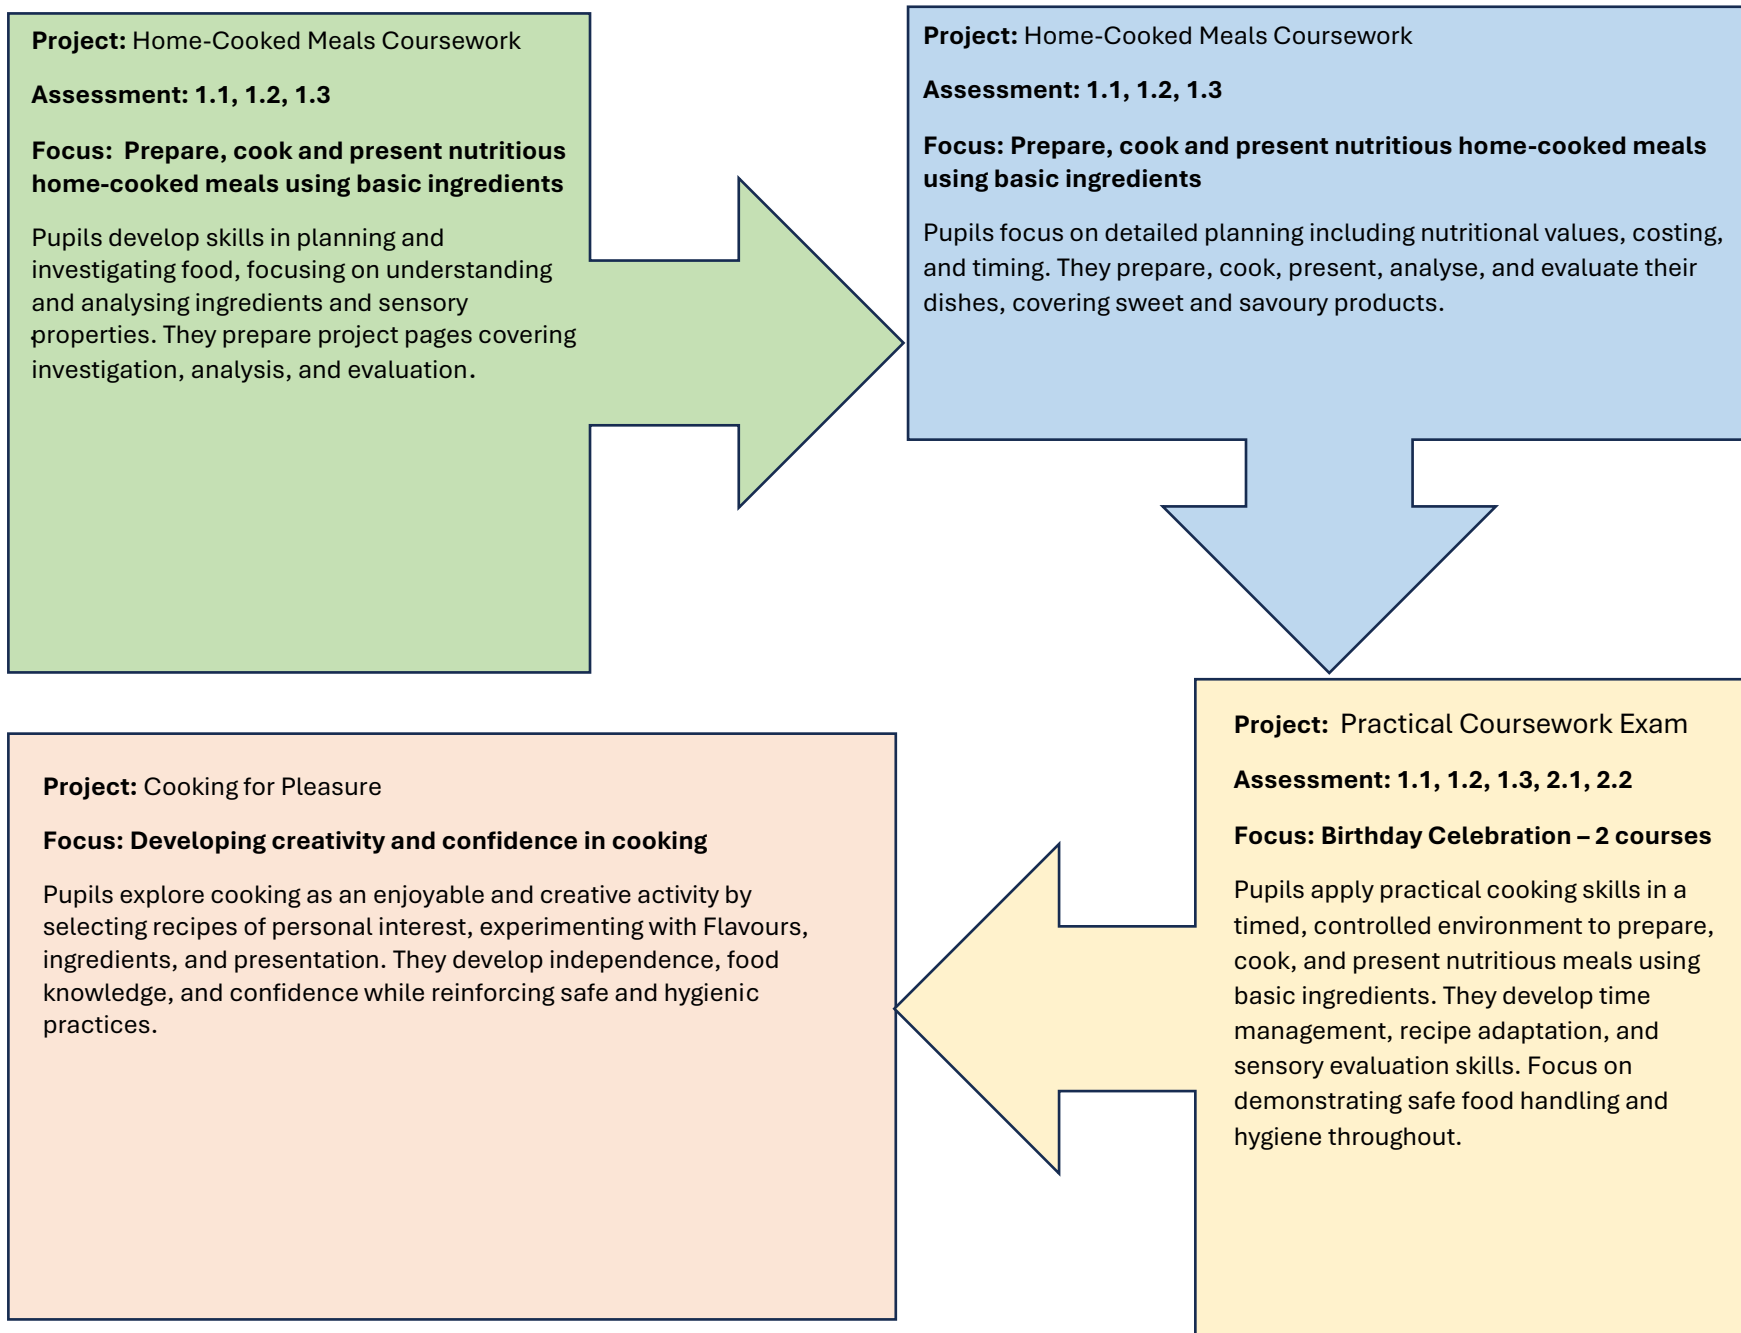 Project: Home-Cooked Meals Coursework
Assessment: 1.1, 1.2, 1.3
Focus:  Prepare, cook and present nutritious
home-cooked meals using basic ingredients
Pupils develop skills in planning and
investigating food, focusing on understanding
and analysing ingredients and sensory
properties. They prepare project pages covering
investigation, analysis, and evaluation.
Project: Home-Cooked Meals Coursework
Assessment: 1.1, 1.2, 1.3
Focus: Prepare, cook and present nutritious home-cooked meals
using basic ingredients
Pupils focus on detailed planning including nutritional values, costing,
and timing. They prepare, cook, present, analyse, and evaluate their
dishes, covering sweet and savoury products.
Project:  Practical Coursework Exam
Assessment: 1.1, 1.2, 1.3, 2.1, 2.2
Focus: Birthday Celebration – 2 courses
Pupils apply practical cooking skills in a
timed, controlled environment to prepare,
cook, and present nutritious meals using
basic ingredients. They develop time
management, recipe adaptation, and
sensory evaluation skills. Focus on
demonstrating safe food handling and
hygiene throughout.
Project: Cooking for Pleasure
Focus: Developing creativity and confidence in cooking
Pupils explore cooking as an enjoyable and creative activity by
selecting recipes of personal interest, experimenting with Flavours,
ingredients, and presentation. They develop independence, food
knowledge, and confidence while reinforcing safe and hygienic
practices.